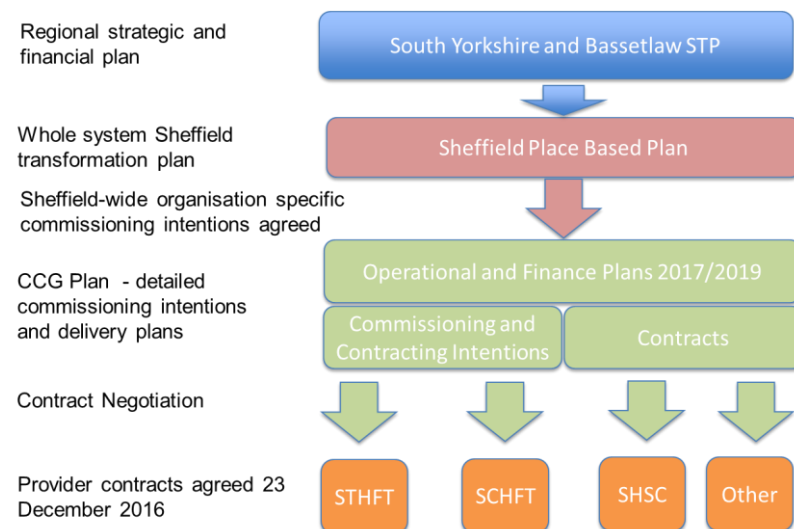 Regional strategic and
financial plan
South Yorkshire and Bassetlaw STP
Whole system Sheffield
transformation plan
Sheffield Place Based Plan
Sheffield-wide organisation specific
commissioning intentions agreed
Operational and Finance Plans 2017/2019
CCG Plan - detailed
commissioning intentions
and delivery plans
Commissioning and
Contracting Intentions
Contracts
Contract Negotiation
Provider contracts agreed 23
December 2016
STHFT
SCHFT
SHSC
Other